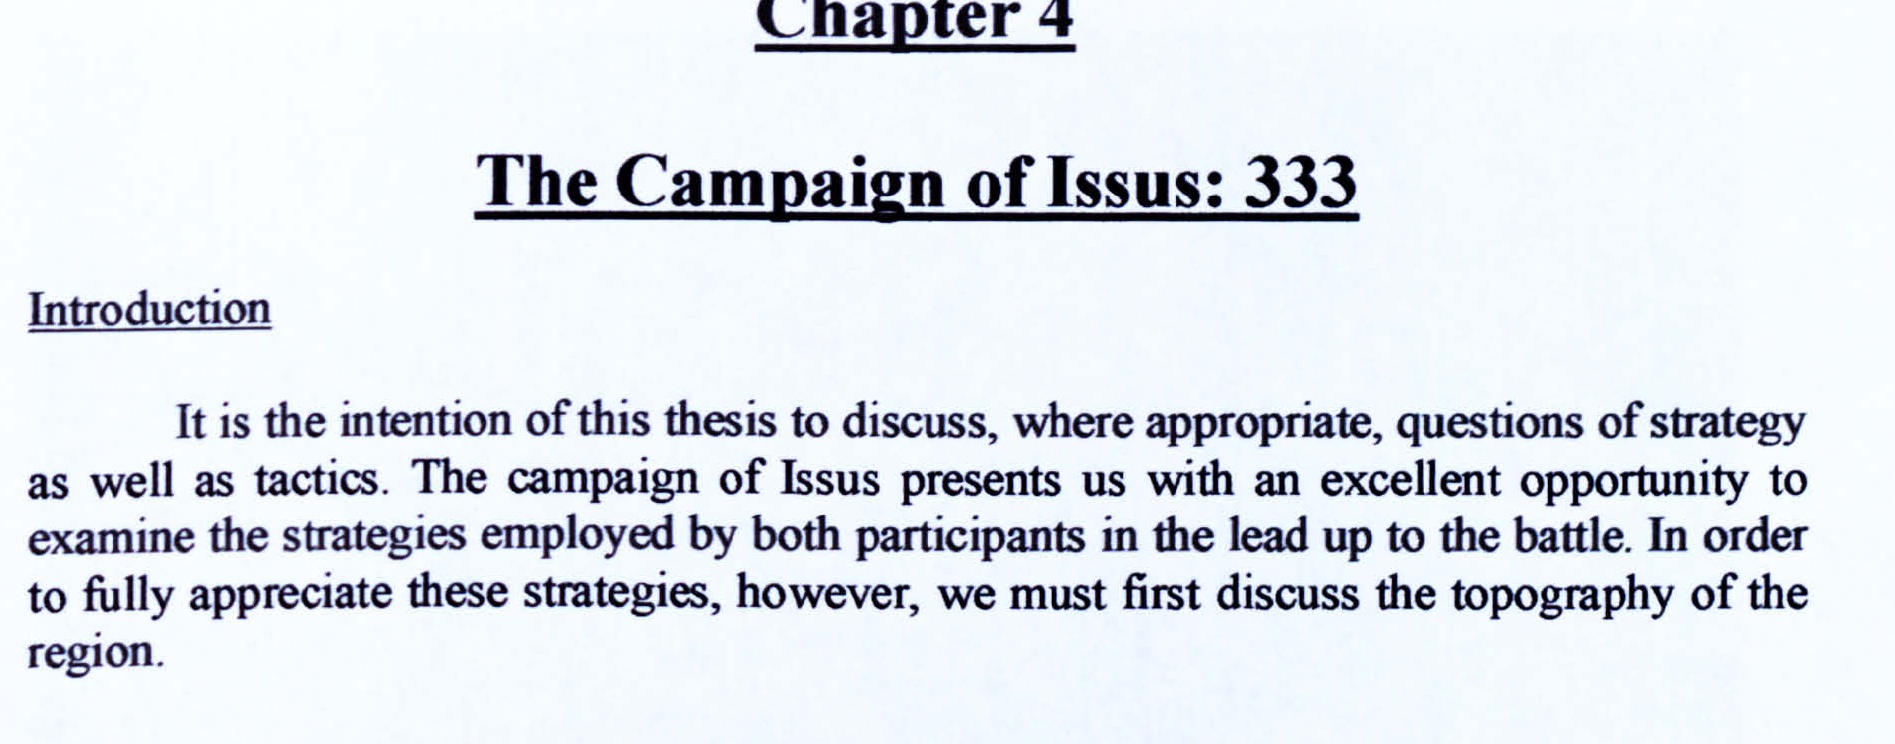 Chapter 4
The Campaign of Issus: 333
Introduction
It is the intention of this thesis to discuss, where appropriate, questions of strategy
as well as tactics. The campaign of Issus presents us with an excellent opportunity to
examine the strategies employed by both participants in the lead up to the battle. In order
to fully appreciate these strategies, however, we must first discuss the topography of the
region.